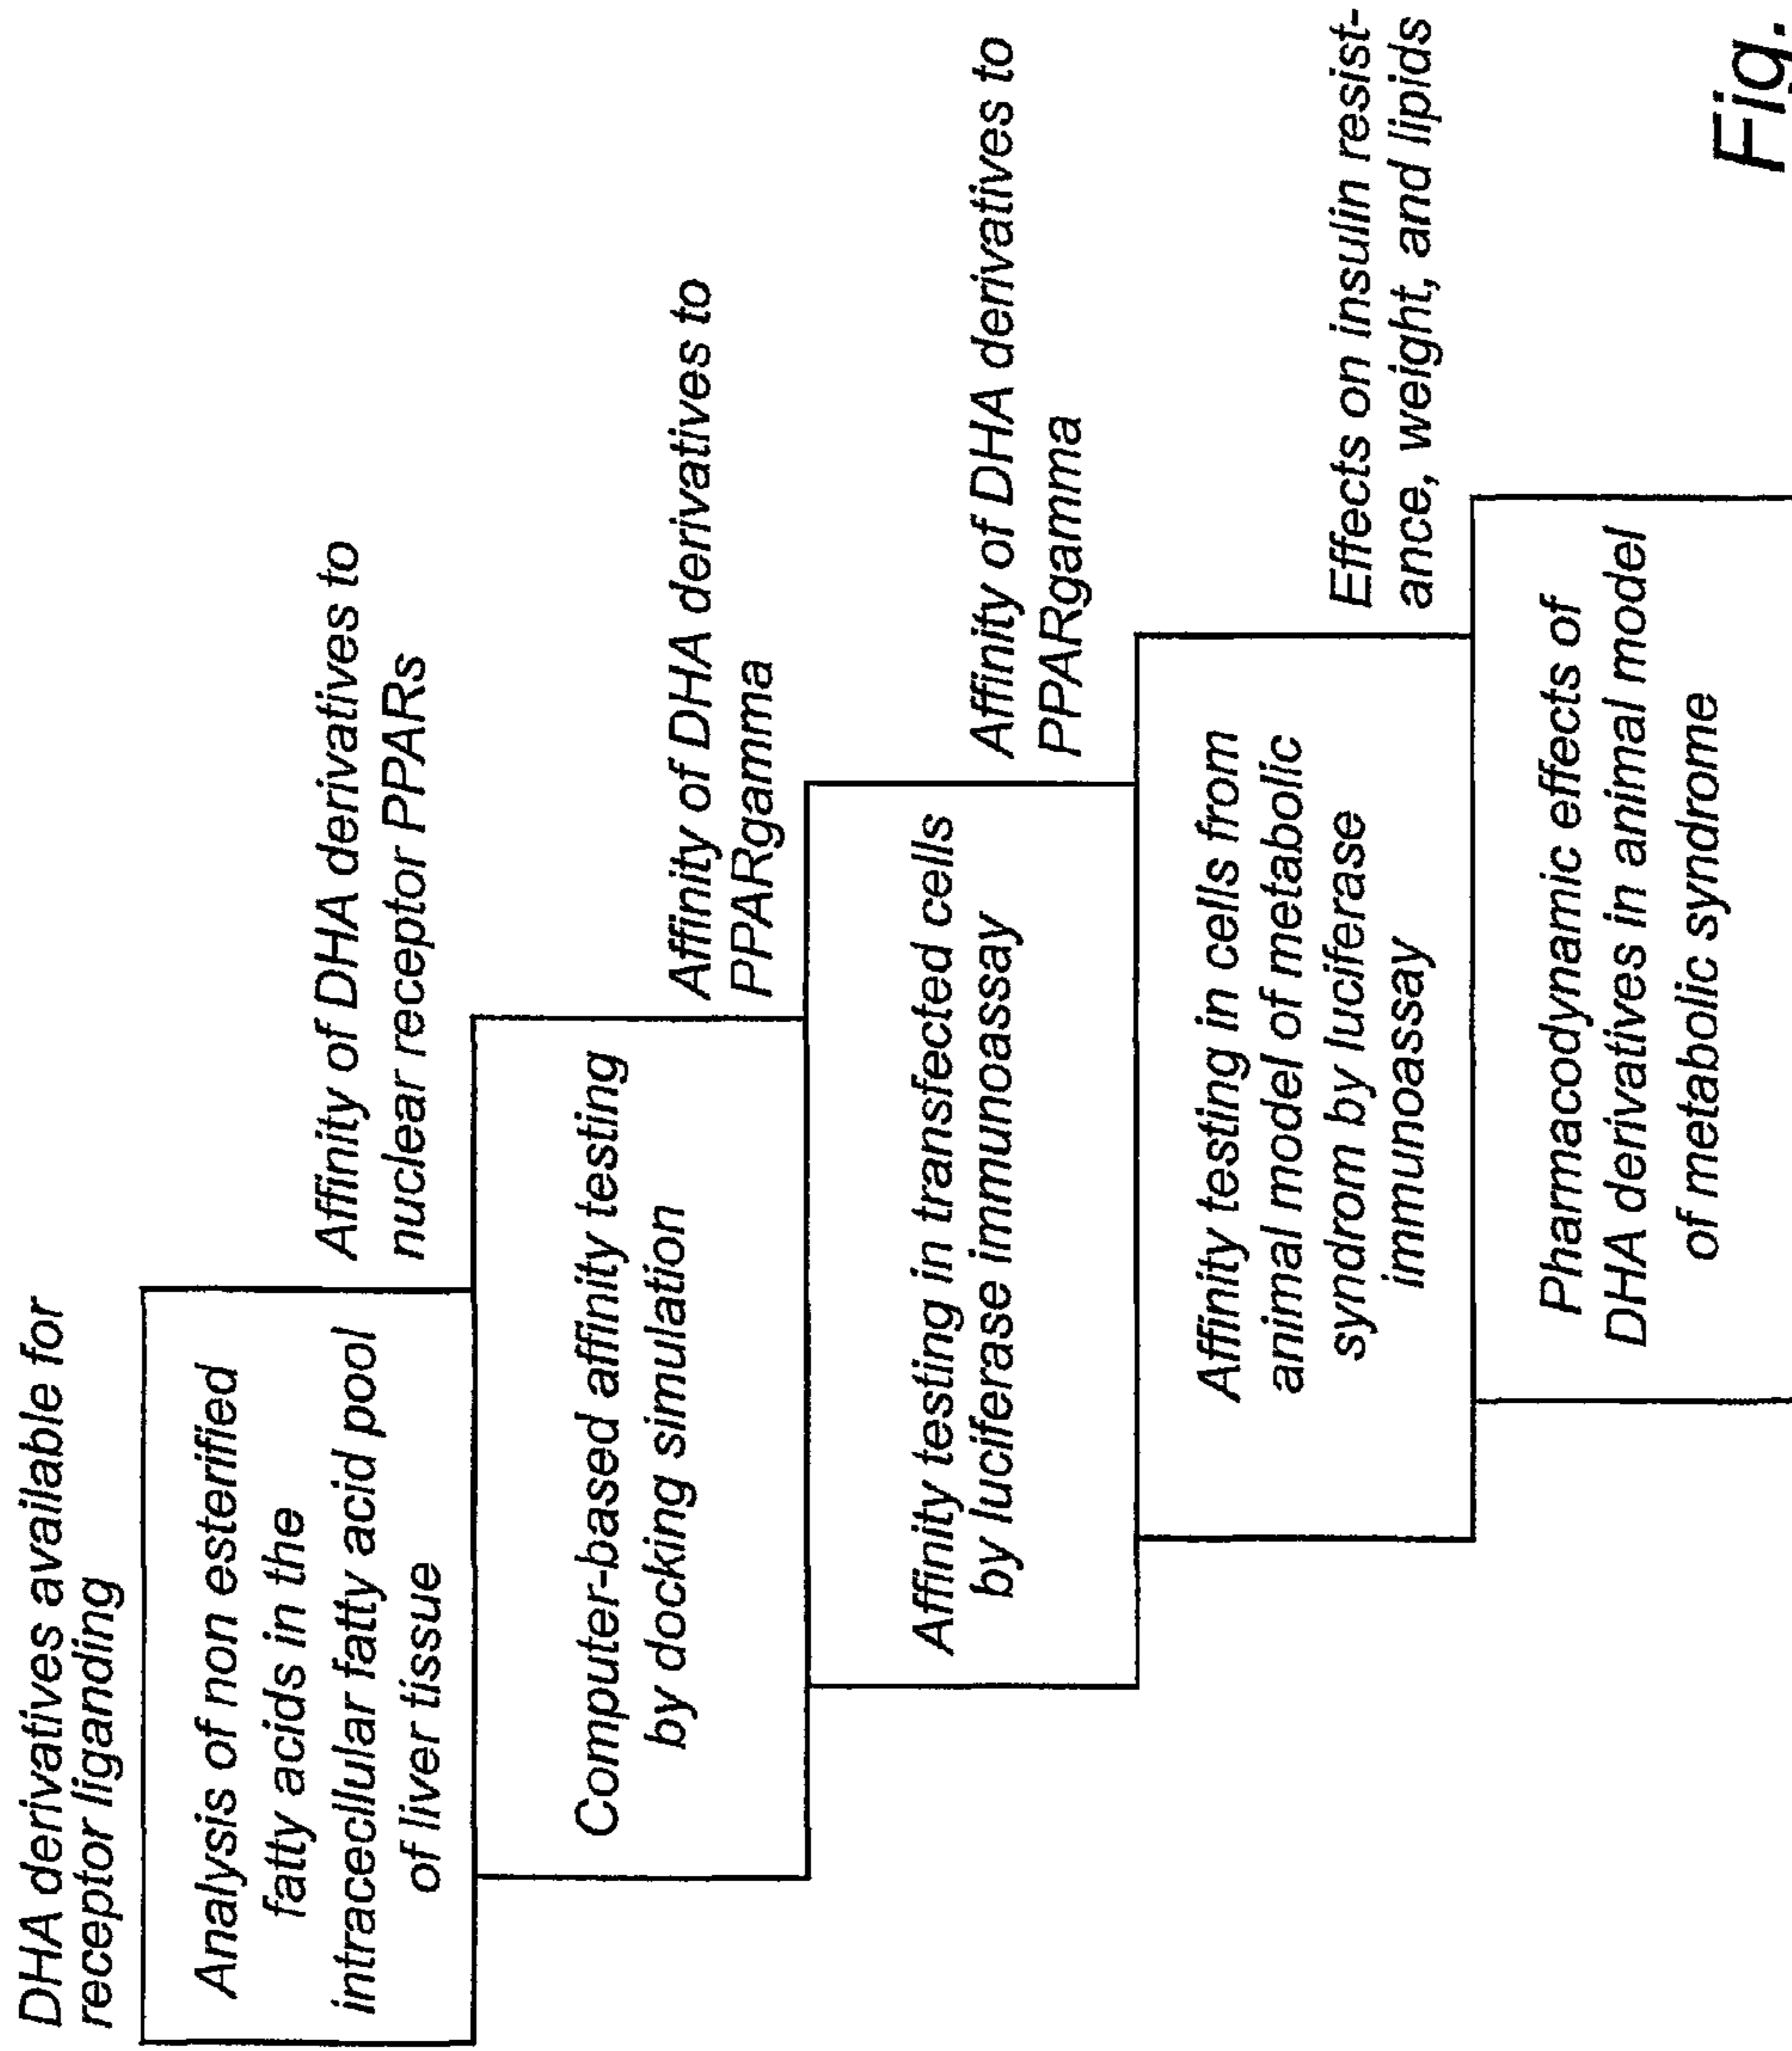 DHA derivatives available for
receptor liganding
Analysis of non esterified
fatty acids in the
intracellular fatty acid pool
of liver tissue
Affinity of DHA derivatives to
nuclear receptor PPARs
Computer-based affinity testing
by docking simulation
Affinity of DHA derivatives to
PPARgamma
Affinity testing in transfected cells
by luciferase immunoassay
Affinity of DHA derivatives to
PPARgamma
Affinity testing in cells from
animal model of metabolic
syndrom by luciferase
immunoassay
Effects on insulin resist-
ance, weight, and lipids
Pharmacodynamic effects of
DHA derivatives in animal model
of metabolic syndrome
Fig.